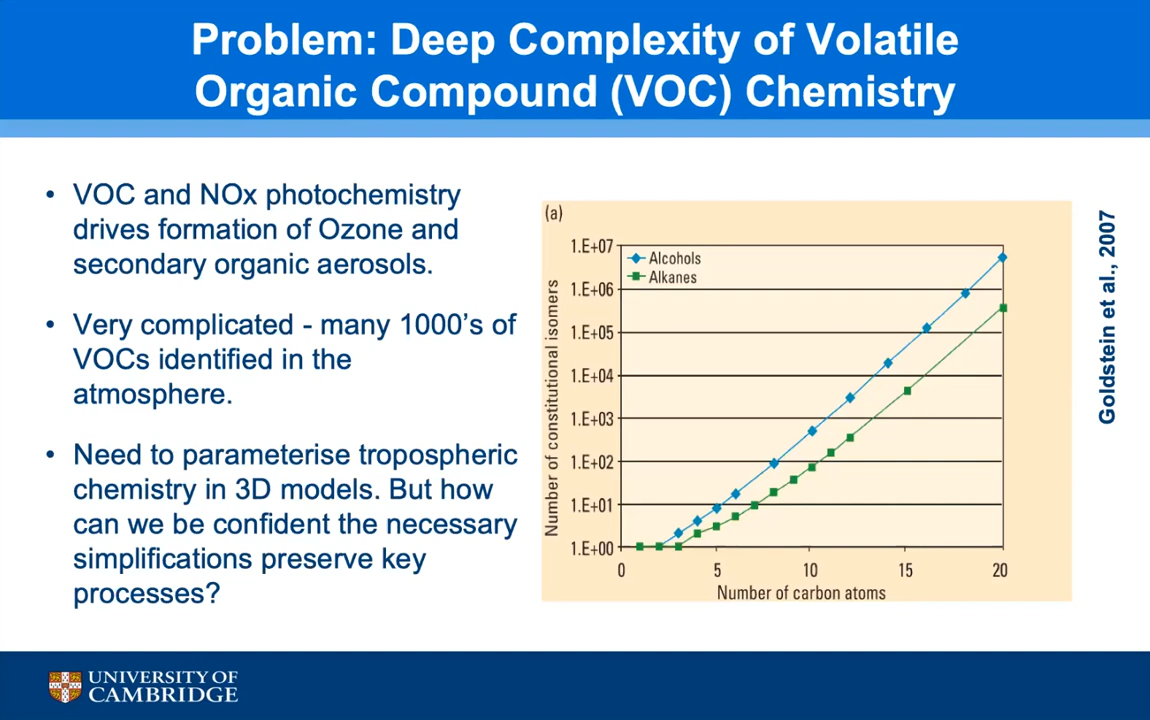 Problem: Deep Complexity of Volatile
Organic Compound (VOC) Chemistry
• VOC and NOx photochemistry
drives formation of Ozone and
secondary organic aerosols.
• Very complicated - many 1000’s of
VOCs identified in the
atmosphere.
• Need to parameterise tropospheric
chemistry in 3D models. But how
can we be confident the necessary
simplifications preserve key
processes?
(a)
Number of constitutional isomers
1.E+07
1.E+06
1.E+05
1.E+04
1.E+03
1.E+02
1.E+01
1.E+00
Alcohols
Alkanes
0 5 10 15 20
Number of carbon atoms
Goldstein et al., 2007
UNIVERSITY OF
CAMBRIDGE